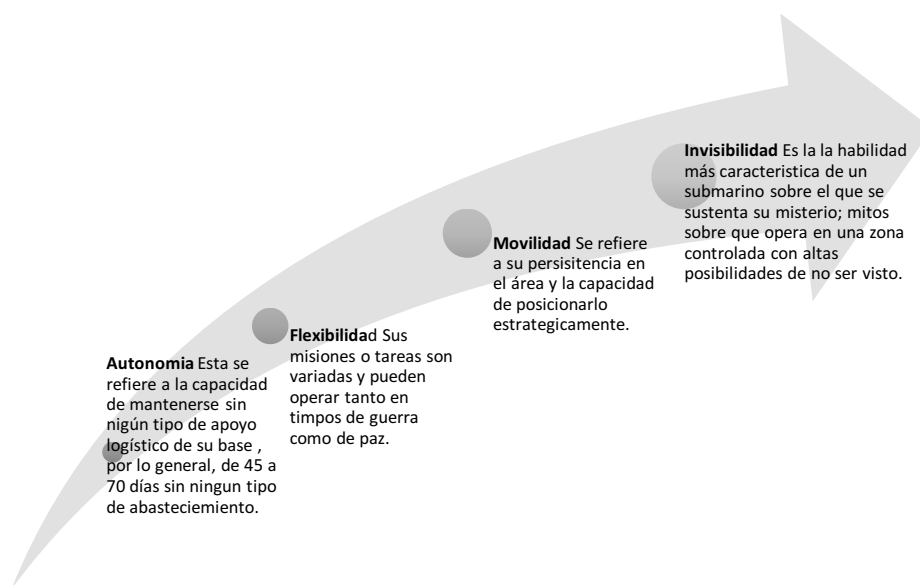 Autonomia Esta se
refiere a la capacidad
de mantenerse sin
nigún tipo de apoyo
logístico de su base ,
por lo general, de 45 a
70 días sin ningun tipo
de abasteciemiento.
Flexibilidad Sus
misiones o tareas son
variadas y pueden
operar tanto en
timpos de guerra
como de paz.
Movilidad Se refiere
a su persisitencia en
el área y la capacidad
de posicionarlo
estrategicamente.
Invisibilidad Es la la habilidad
más caracteristica de un
submarino sobre el que se
sustenta su misterio; mitos
sobre que opera en una zona
controlada con altas
posibilidades de no ser visto.